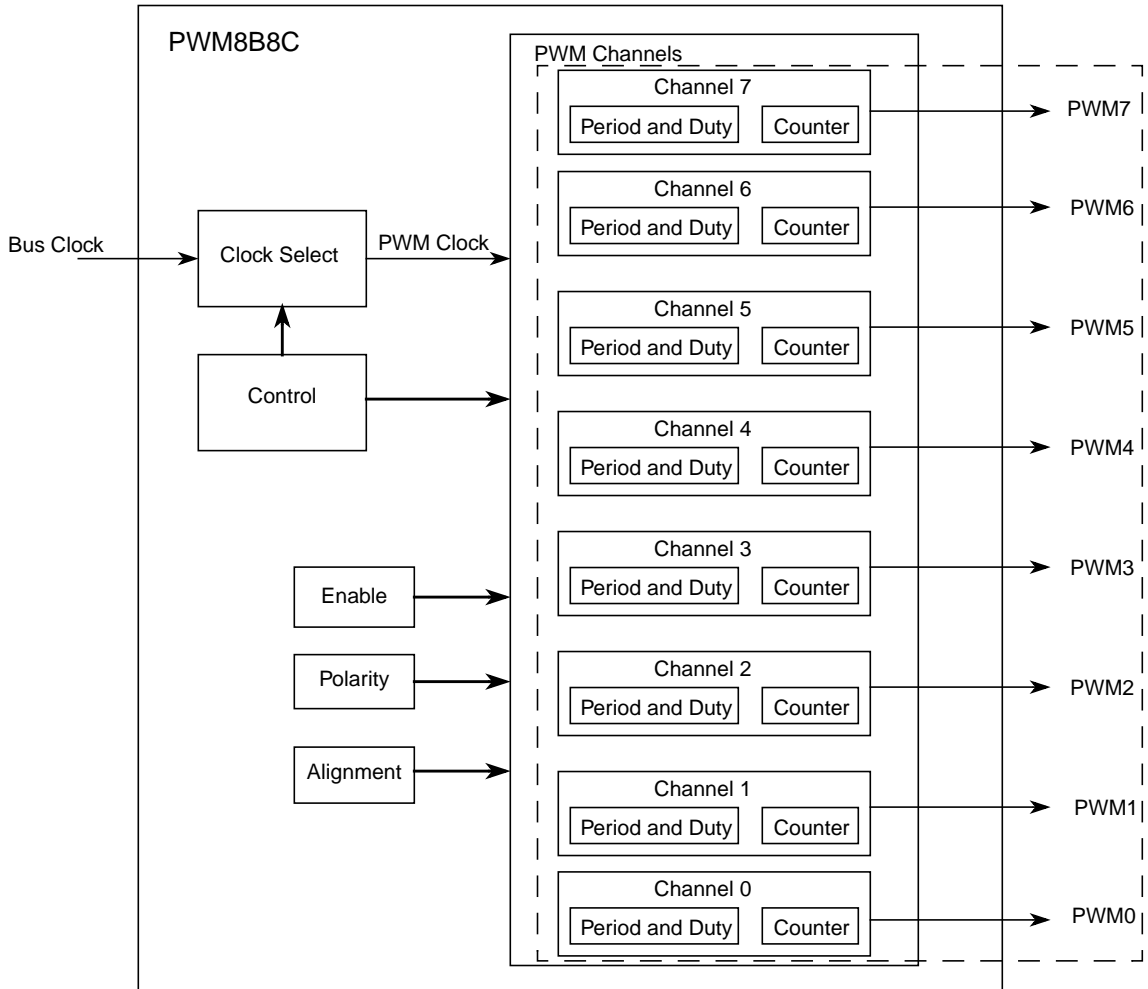 PWM8B8C
PWM Channels
Channel 7
Period and Duty
Counter
PWM7
Channel 6
Period and Duty
Counter
PWM6
Bus Clock
Clock Select
PWM Clock
Channel 5
Period and Duty
Counter
PWM5
Control
Channel 4
Period and Duty
Counter
PWM4
Channel 3
Period and Duty
Counter
PWM3
Enable
Polarity
Channel 2
Period and Duty
Counter
PWM2
Alignment
Channel 1
Period and Duty
Counter
PWM1
Channel 0
Period and Duty
Counter
PWM0